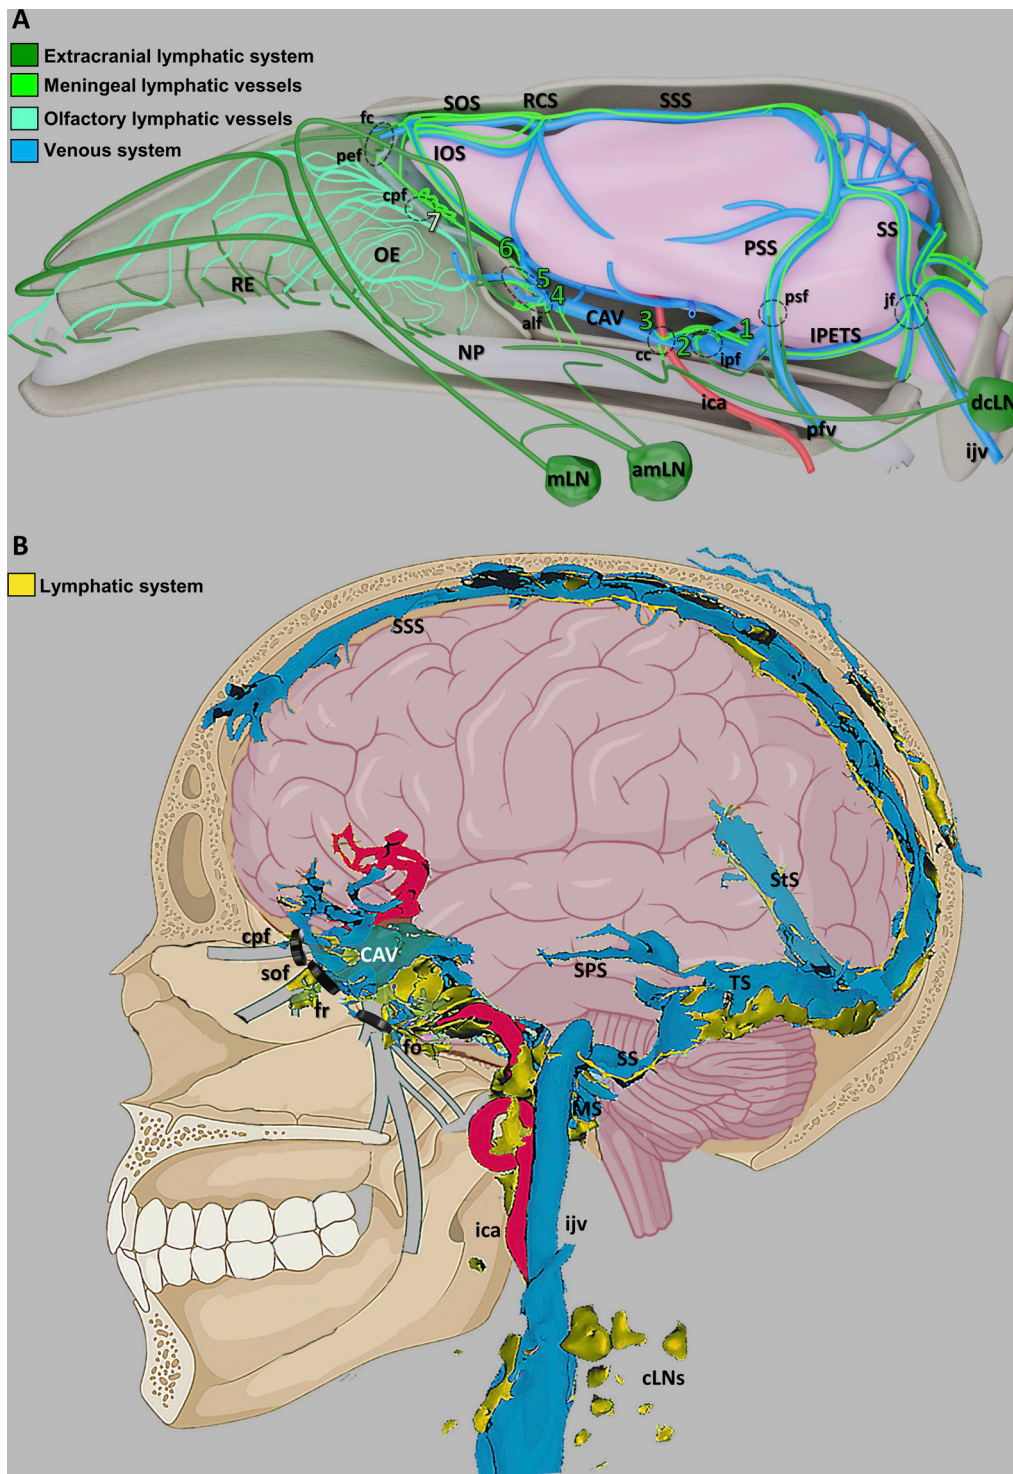 A
Extracranial lymphatic system
Meningeal lymphatic vessels
Olfactory lymphatic vessels
Venous system
SOS
RCS
SSS
fc
IOS
pef
cpf
7
OE
6
PSS
SS
RE
5
4
psf
jf
CAV
3
1
alf
2
IPETS
NP
cc
ipf
ica
dcLN
pfv
ijv
mLN
amLN
B
Lymphatic system
SSS
StS
cpf
CAV
sof
SPS
TS
fr
fo
SS
MS
ica
ijv
cLNs